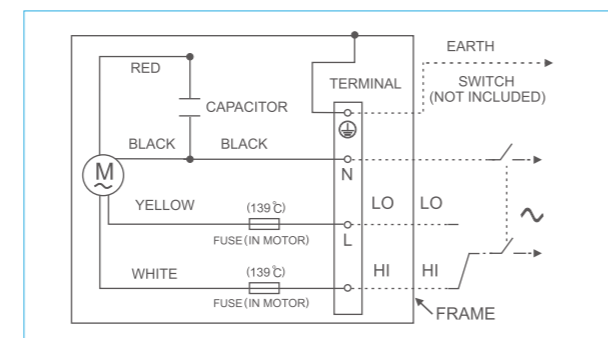 EARTH
RED
TERMINAL
SWITCH
(NOT INCLUDED)
CAPACITOR
BLACK
BLACK
M
N
YELLOW
(139℃)
LO
LO
FUSE(IN MOTOR)
L
WHITE
(139℃)
HI
HI
FUSE(IN MOTOR)
FRAME